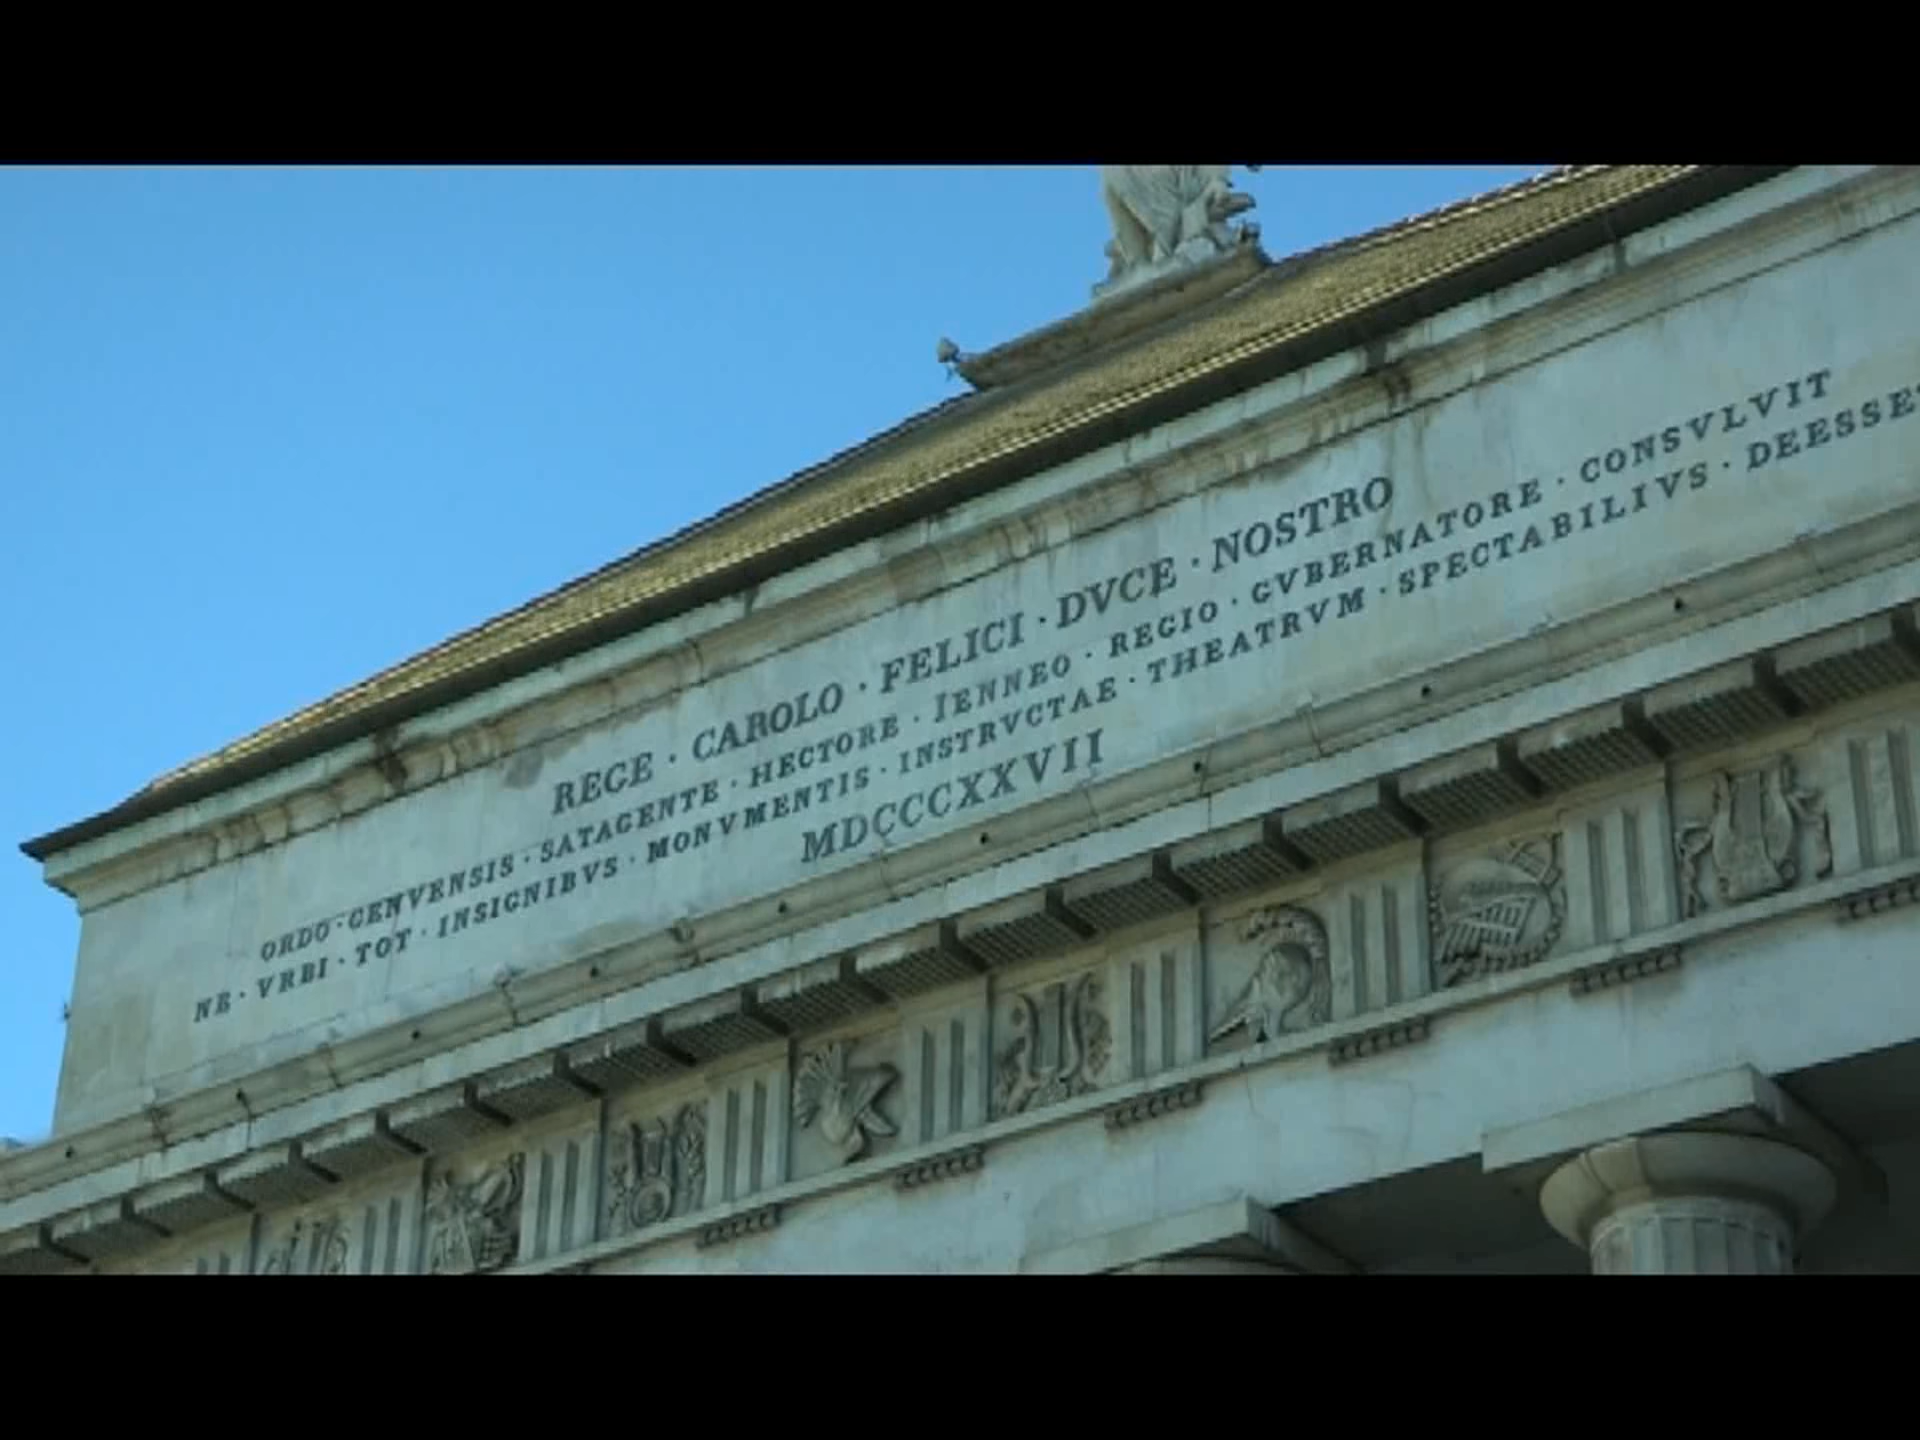 REGE · CAROLO · FELICI · DVCE · NOSTRO
ORDO · GENVENSIS · SATAGENTE · HECTORE · IENNEO · REGIO · GVBERNATORE · CONSVLVIT
NE · VRBI · TOT · INSIGNIBVS · MONVMENTIS · INSTRVCTAE · THEATRVM · SPECTABILIVS · DEESSET
MDCCCXXVII